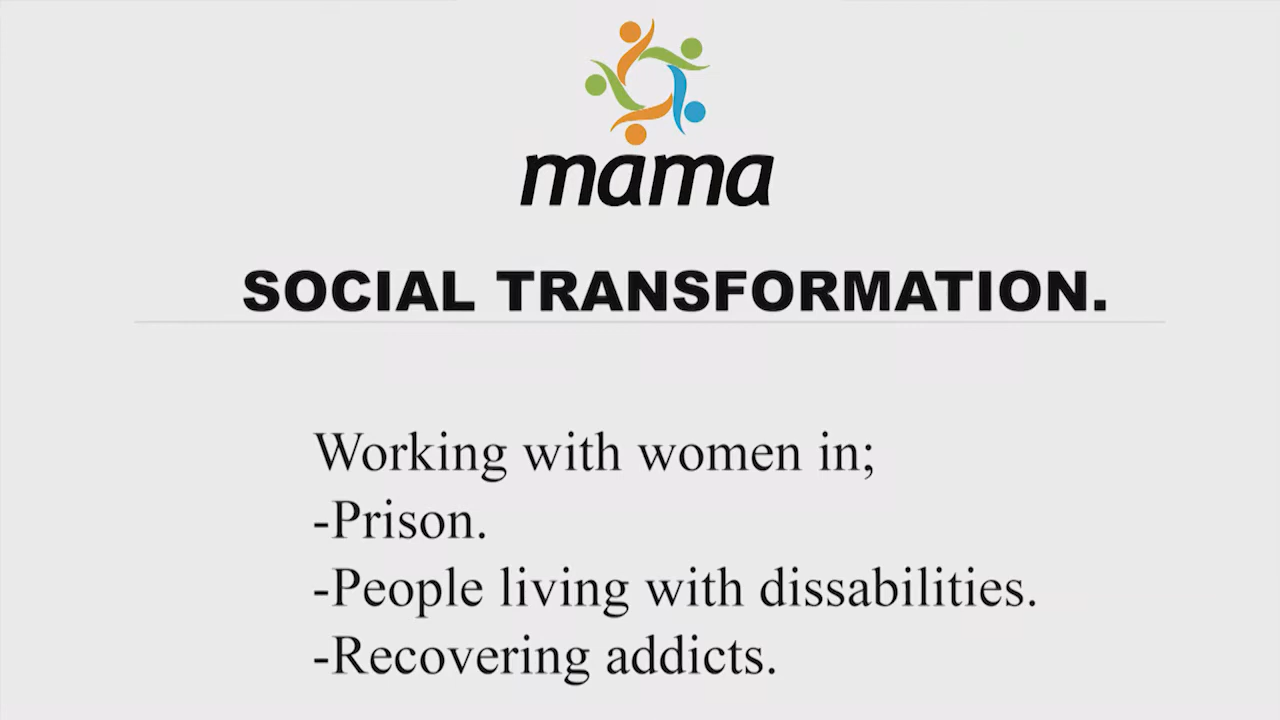 mama
SOCIAL TRANSFORMATION.
Working with women in;
-Prison.
-People living with dissabilities.
-Recovering addicts.